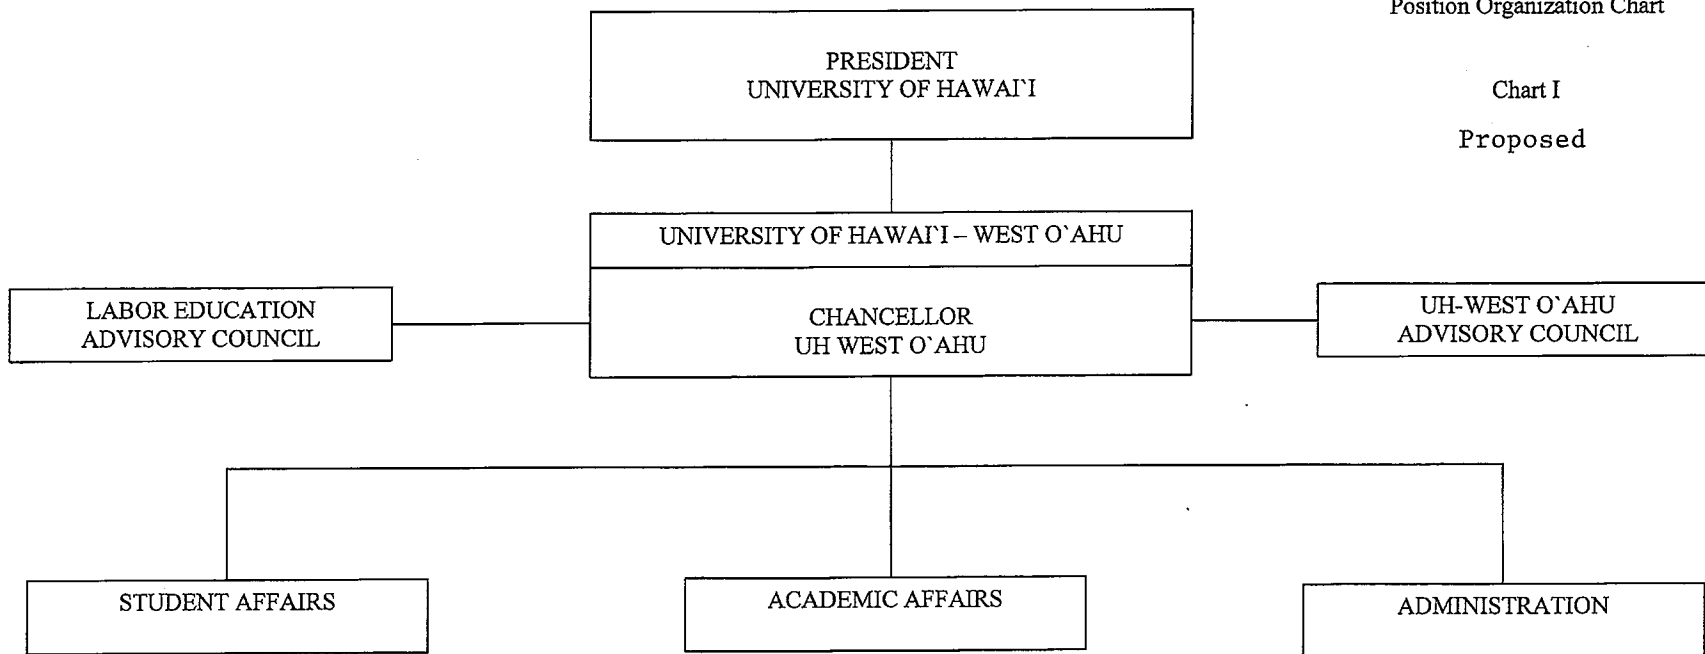 Position Organization Chart
Chart I
Proposed
PRESIDENT
UNIVERSITY OF HAWAI`I
UNIVERSITY OF HAWAI`I – WEST O`AHU
CHANCELLOR
UH WEST O`AHU
LABOR EDUCATION
ADVISORY COUNCIL
UH-WEST O`AHU
ADVISORY COUNCIL
STUDENT AFFAIRS
ACADEMIC AFFAIRS
ADMINISTRATION